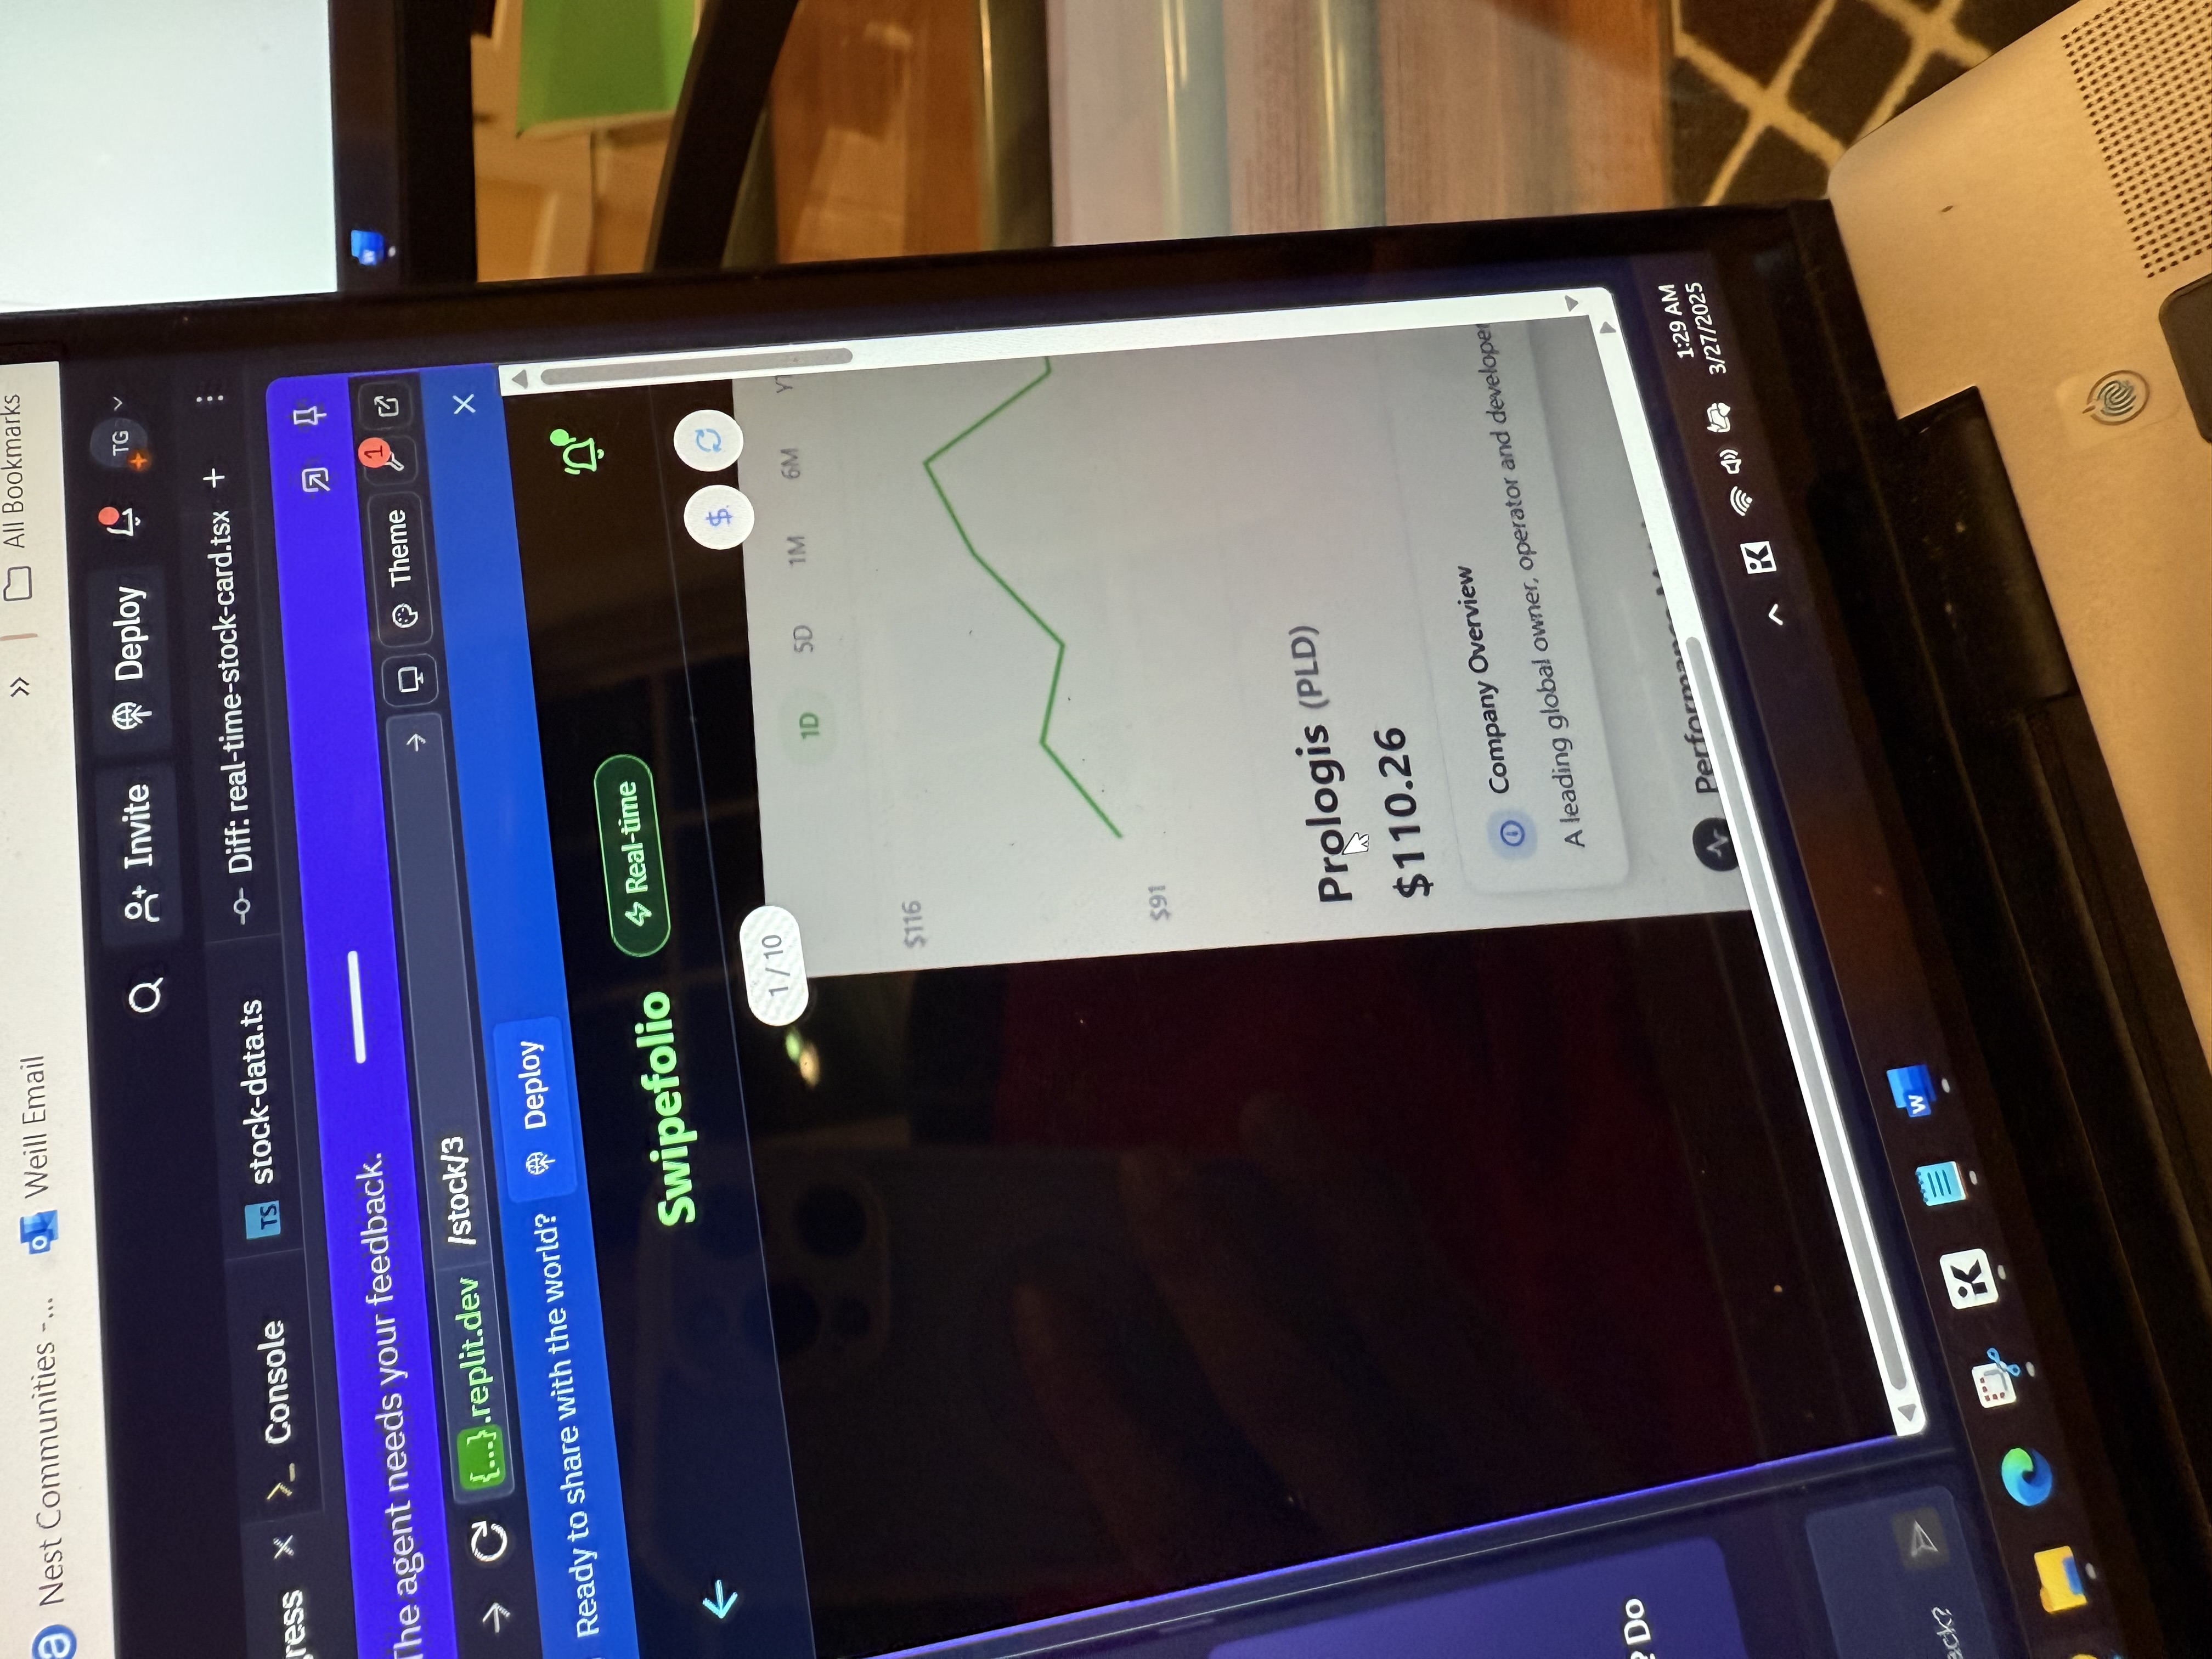 Nest Communities -...
Weill Email
All Bookmarks
Invite
Deploy
TG
ress
Console
TS
stock-data.ts
Diff: real-time-stock-card.tsx
The agent needs your feedback.
{...}.replit.dev
/stock/3
Theme
1
Ready to share with the world?
Deploy
Swipefolio
Real-time
$
1 / 10
1D
5D
1M
6M
$116
$91
Prologis (PLD)
$110.26
Company Overview
A leading global owner, operator and developer
? Do
1:29 AM
3/27/2025
W